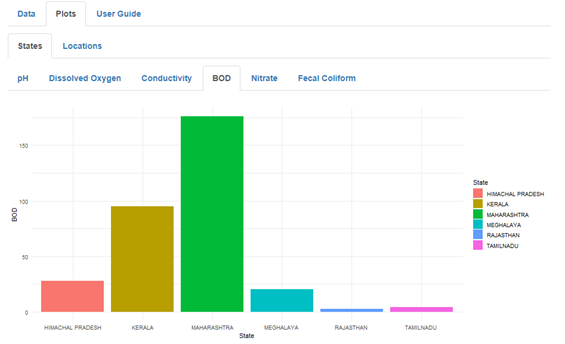 Data Plots User Guide
States Locations
pH Dissolved Oxygen Conductivity BOD Nitrate Fecal Coliform
150
100
50
0
BOD
HIMACHAL PRADESH KERALA MAHARASHTRA MEGHALAYA RAJASTHAN TAMILNADU
State
State
HIMACHAL PRADESH
KERALA
MAHARASHTRA
MEGHALAYA
RAJASTHAN
TAMILNADU